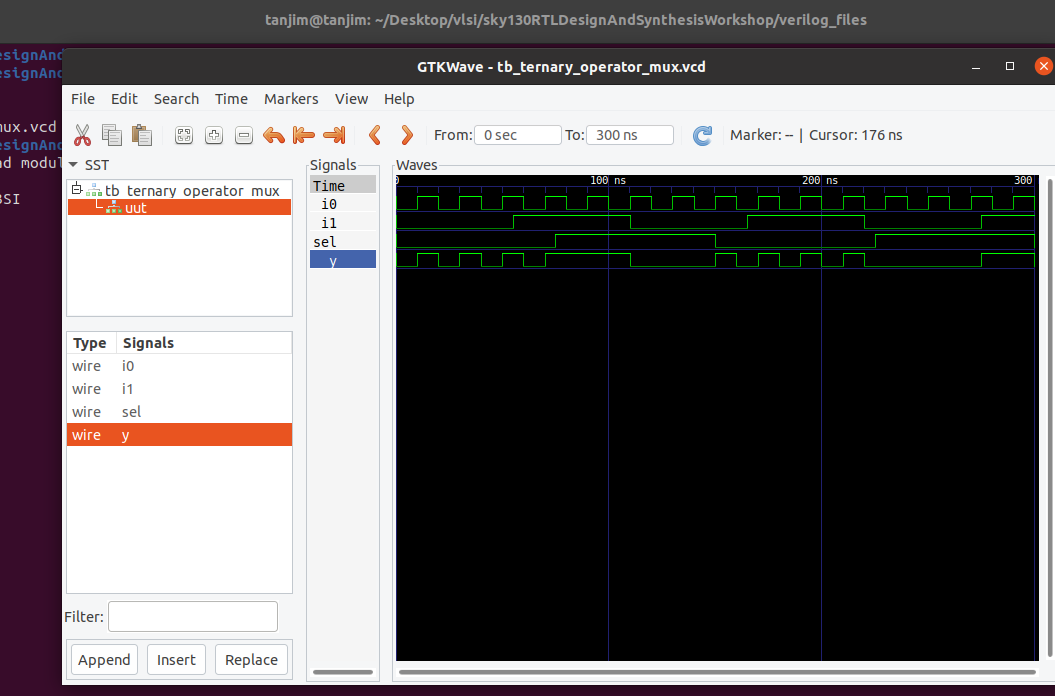 tanjim@tanjim: ~/Desktop/vlsi/sky130RTLDesignAndSynthesisWorkshop/verilog_files
esignAnd
esignAnd
mux.vcd
esignAnd
nd modul
BSI
GTKWave - tb_ternary_operator_mux.vcd
File Edit Search Time Markers View Help
From: 0 sec To: 300 ns Marker: -- | Cursor: 176 ns
SST
tb_ternary_operator_mux
uut
Type Signals
wire i0
wire i1
wire sel
wire y
Filter:
Append Insert Replace
Signals
Time
i0
i1
sel
y
Waves
0 100 ns 200 ns 300